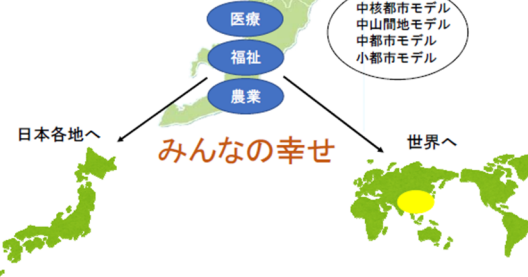 医療
福祉
農業
中核都市モデル
中山間地モデル
中都市モデル
小都市モデル
日本各地へ
みんなの幸せ
世界へ